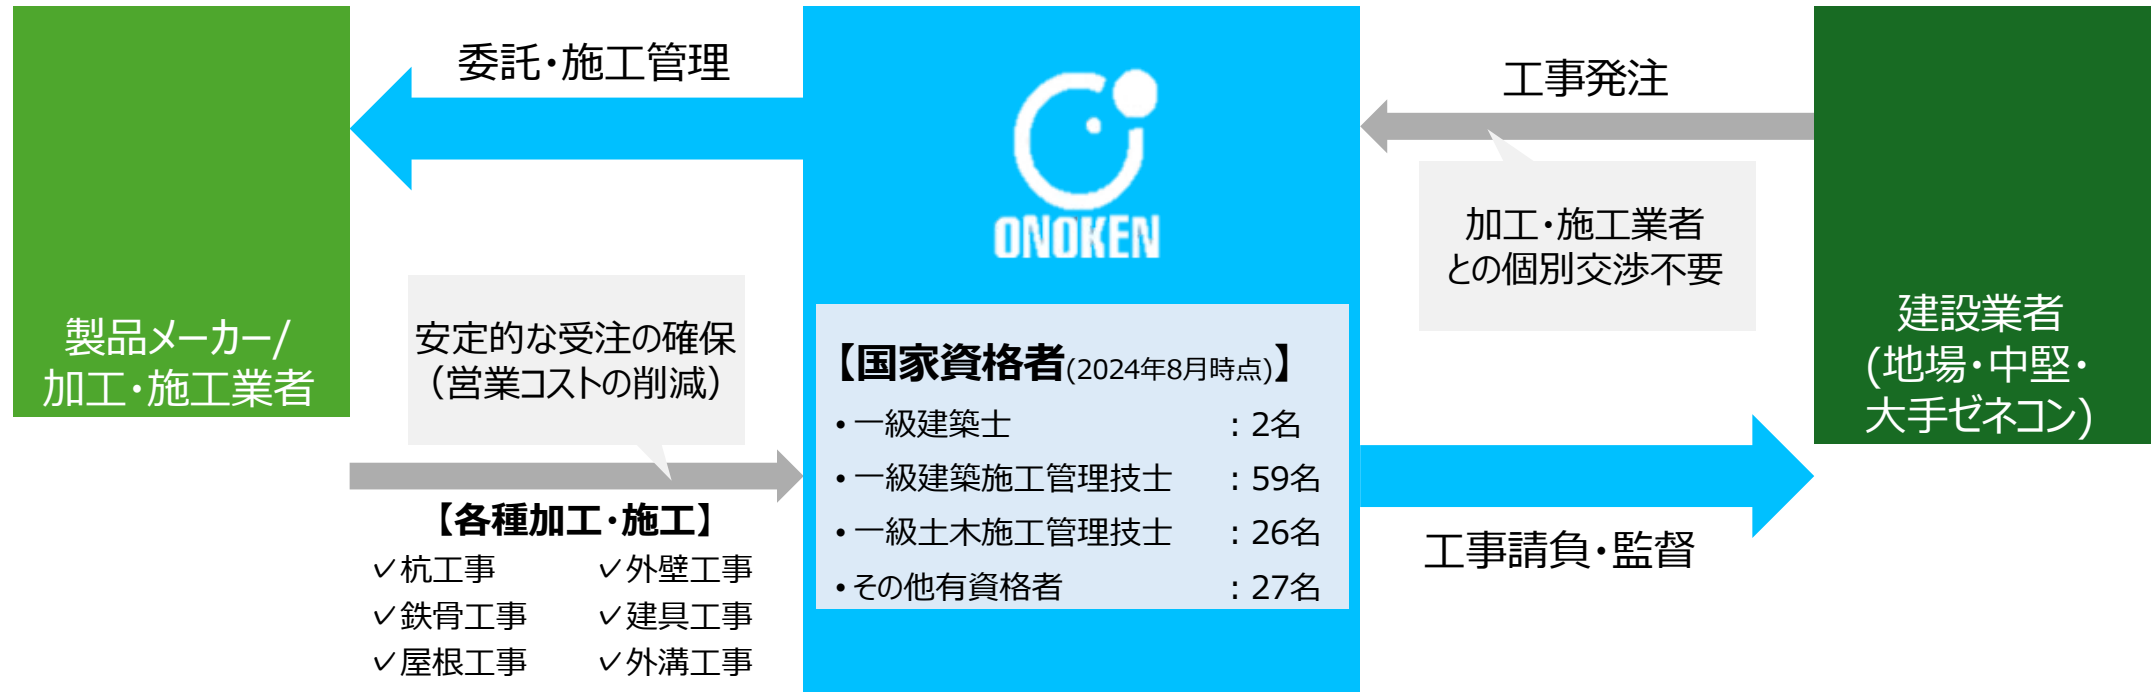 委託・施工管理
工事発注
ONOKEN
加工・施工業者
との個別交渉不要
製品メーカー/
加工・施工業者
安定的な受注の確保
（営業コストの削減）
建設業者
(地場・中堅・
大手ゼネコン)
【国家資格者(2024年8月時点)】
・一級建築士 : 2名
・一級建築施工管理技士 : 59名
・一級土木施工管理技士 : 26名
・その他有資格者 : 27名
【各種加工・施工】
✓杭工事 ✓外壁工事
✓鉄骨工事 ✓建具工事
✓屋根工事 ✓外溝工事
工事請負・監督